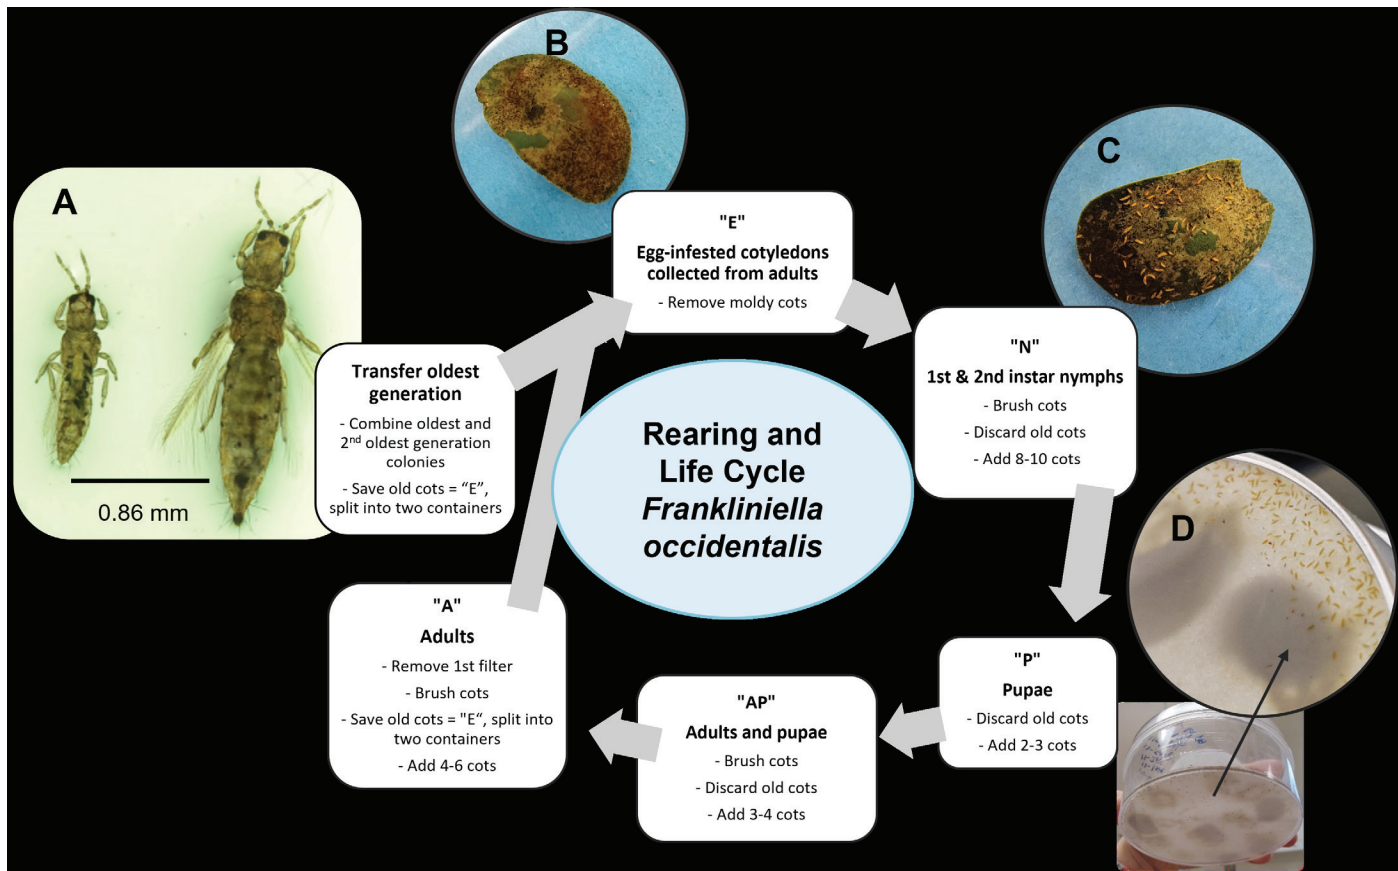 A
0.86 mm
B
C
D
Rearing and
Life Cycle
Frankliniella
occidentalis
"E"
Egg-infested cotyledons
collected from adults
- Remove moldy cots
"N"
1st & 2nd instar nymphs
- Brush cots
- Discard old cots
- Add 8-10 cots
"P"
Pupae
- Discard old cots
- Add 2-3 cots
"AP"
Adults and pupae
- Brush cots
- Discard old cots
- Add 3-4 cots
"A"
Adults
- Remove 1st filter
- Brush cots
- Save old cots = "E“, split into
two containers
- Add 4-6 cots
Transfer oldest
generation
- Combine oldest and
2nd oldest generation
colonies
- Save old cots = “E”,
split into two containers